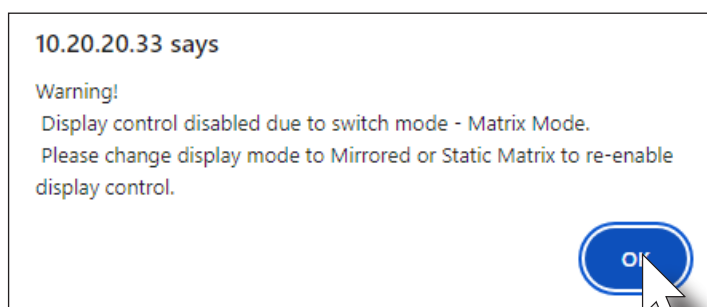 10.20.20.33 says
Warning!
Display control disabled due to switch mode - Matrix Mode.
Please change display mode to Mirrored or Static Matrix to re-enable
display control.
OK